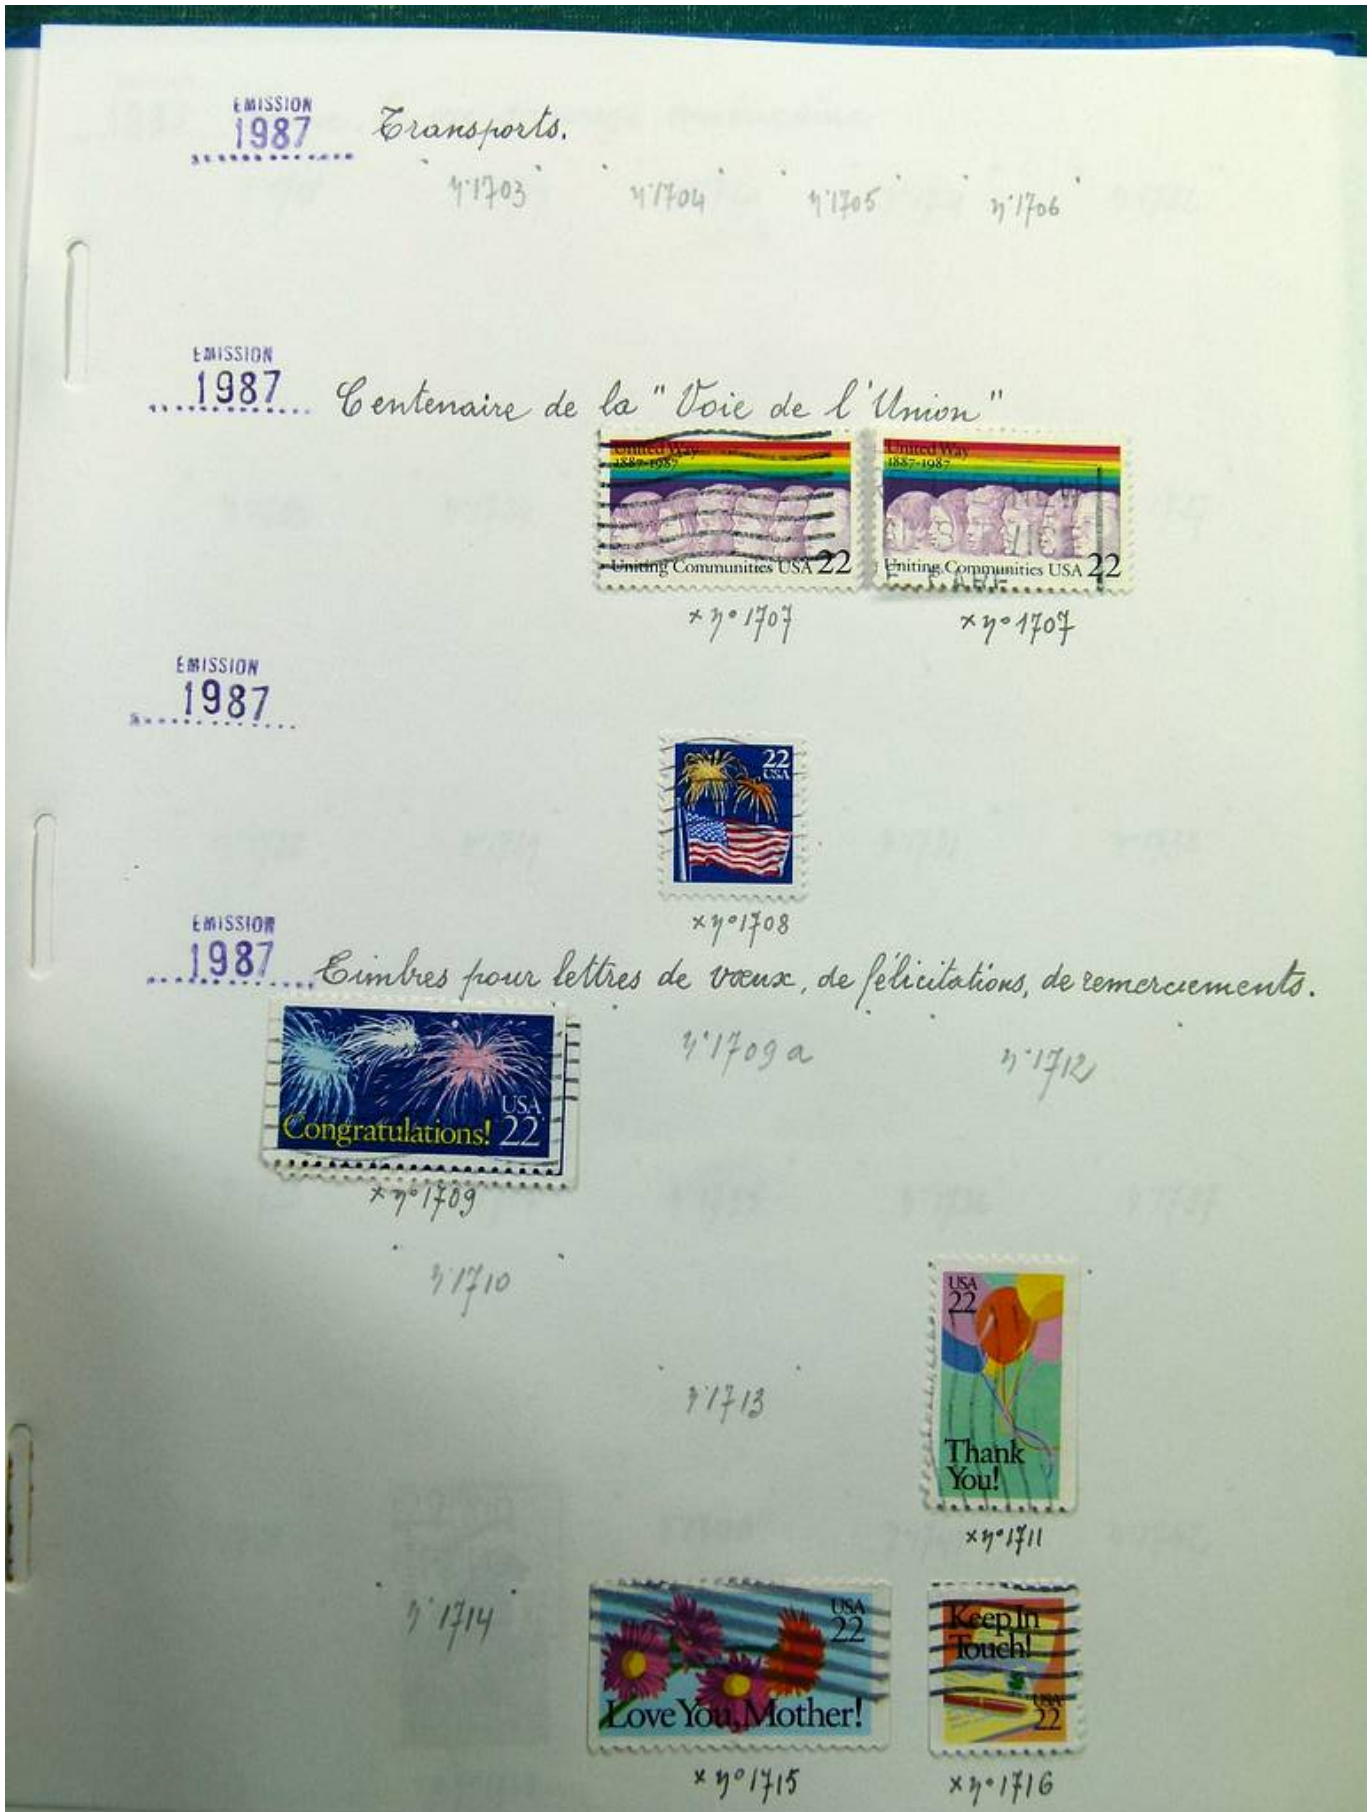 EMISSION
1987
Transports.
n°1703 n°1704 n°1705 n°1706
EMISSION
1987
Centenaire de la "Voie de l'Union"
United Way
1887-1987
Uniting Communities USA 22
United Way
1887-1987
Uniting Communities USA 22
x n°1707 x n°1707
EMISSION
1987
22
USA
x n°1708
EMISSION
1987
Timbres pour lettres de vœux, de félicitations, de remerciements.
Congratulations!
USA
22
n°1709a n°1712
x n°1709
n°1710
USA
22
Thank
You!
n°1713
x n°1711
n°1714
USA
22
Love You, Mother!
Keep In
Touch!
USA
22
x n°1715 x n°1716